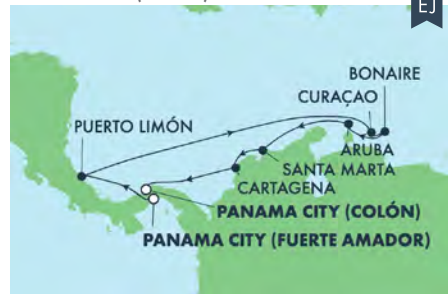 EJ
BONAIRE
CURAÇAO
PUERTO LIMÓN
ARUBA
SANTA MARTA
CARTAGENA
PANAMA CITY (COLÓN)
PANAMA CITY (FUERTE AMADOR)